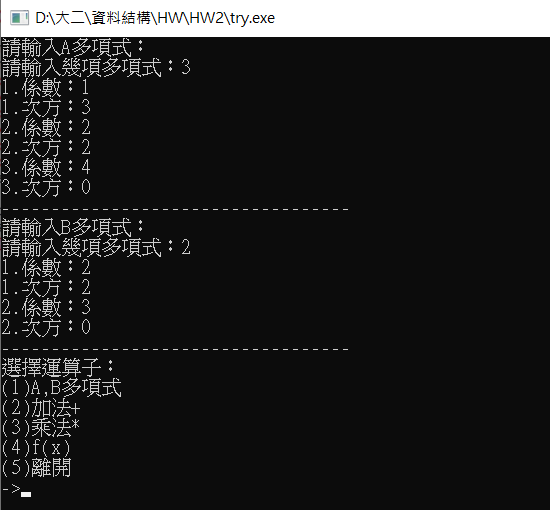 D:\大二\資料結構\HW\HW2\try.exe
請輸入A多項式：
請輸入幾項多項式：3
1.係數：1
1.次方：3
2.係數：2
2.次方：2
3.係數：4
3.次方：0
-----------------------------------
請輸入B多項式：
請輸入幾項多項式：2
1.係數：2
1.次方：2
2.係數：3
2.次方：0
-----------------------------------
選擇運算子：
(1)A,B多項式
(2)加法+
(3)乘法*
(4)f(x)
(5)離開
->